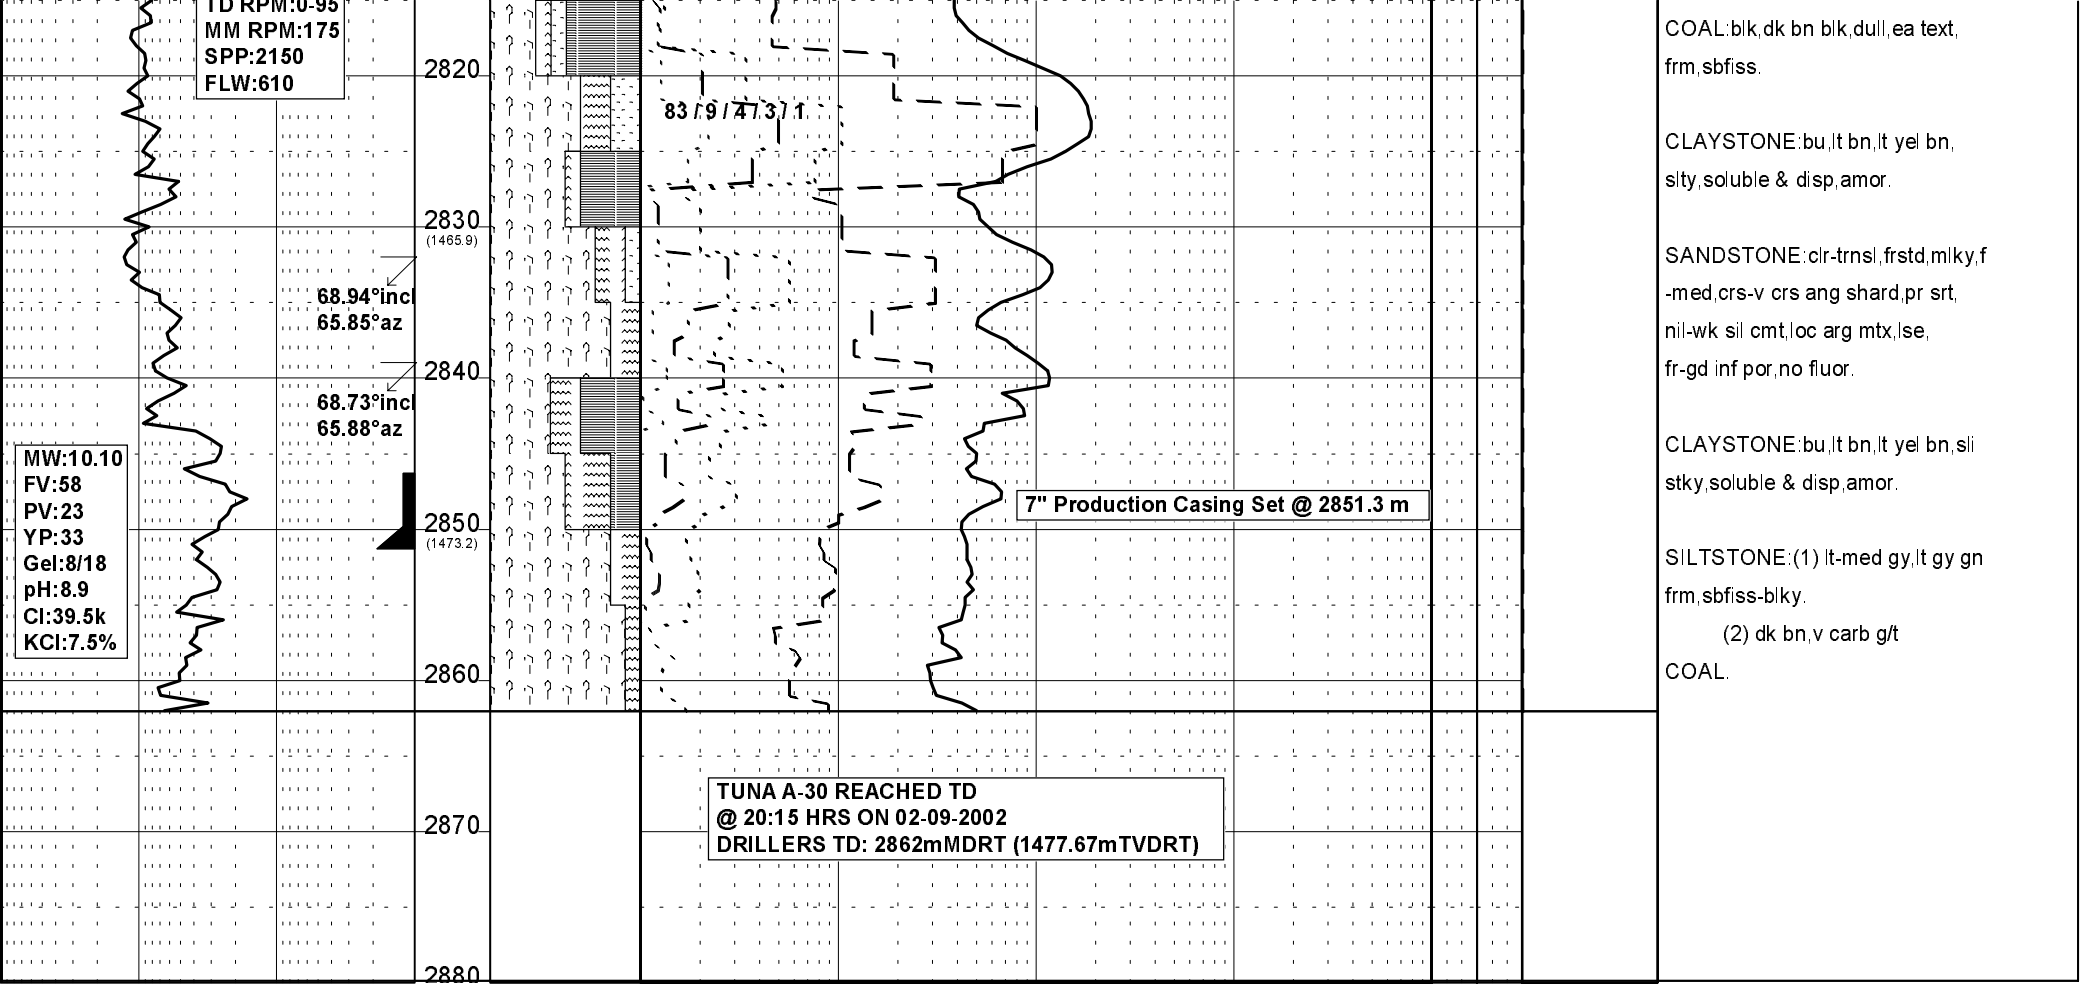 TD RPM:0-95
MM RPM:175
SPP:2150
FLW:610
2820
83 / 9 / 4 / 3 / 1
2830
(1465.9)
68.94°incl
65.85°az
2840
68.73°incl
65.88°az
MW:10.10
FV:58
PV:23
YP:33
Gel:8/18
pH:8.9
Cl:39.5k
KCl:7.5%
2850
(1473.2)
7" Production Casing Set @ 2851.3 m
2860
TUNA A-30 REACHED TD
@ 20:15 HRS ON 02-09-2002
DRILLERS TD: 2862mMDRT (1477.67mTVDRT)
2870
2880
COAL:blk,dk bn blk,dull,ea text,
frm,sbfiss.
CLAYSTONE:bu,lt bn,lt yel bn,
slty,soluble & disp,amor.
SANDSTONE:clr-trnsl,frstd,mlky,f
-med,crs-v crs ang shard,pr srt,
nil-wk sil cmt,loc arg mtx,lse,
fr-gd inf por,no fluor.
CLAYSTONE:bu,lt bn,lt yel bn,sli
stky,soluble & disp,amor.
SILTSTONE:(1) lt-med gy,lt gy gn
frm,sbfiss-blky.
(2) dk bn,v carb g/t
COAL.